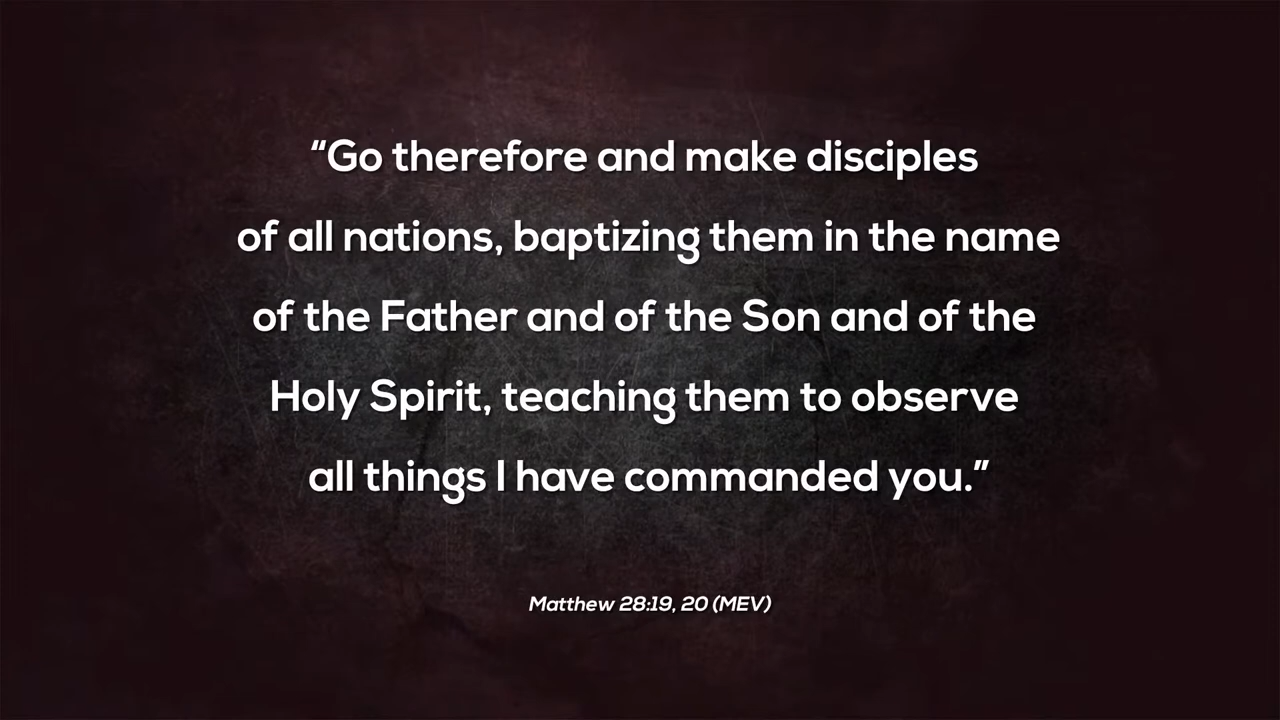 “Go therefore and make disciples
of all nations, baptizing them in the name
of the Father and of the Son and of the
Holy Spirit, teaching them to observe
all things I have commanded you.”
Matthew 28:19, 20 (MEV)